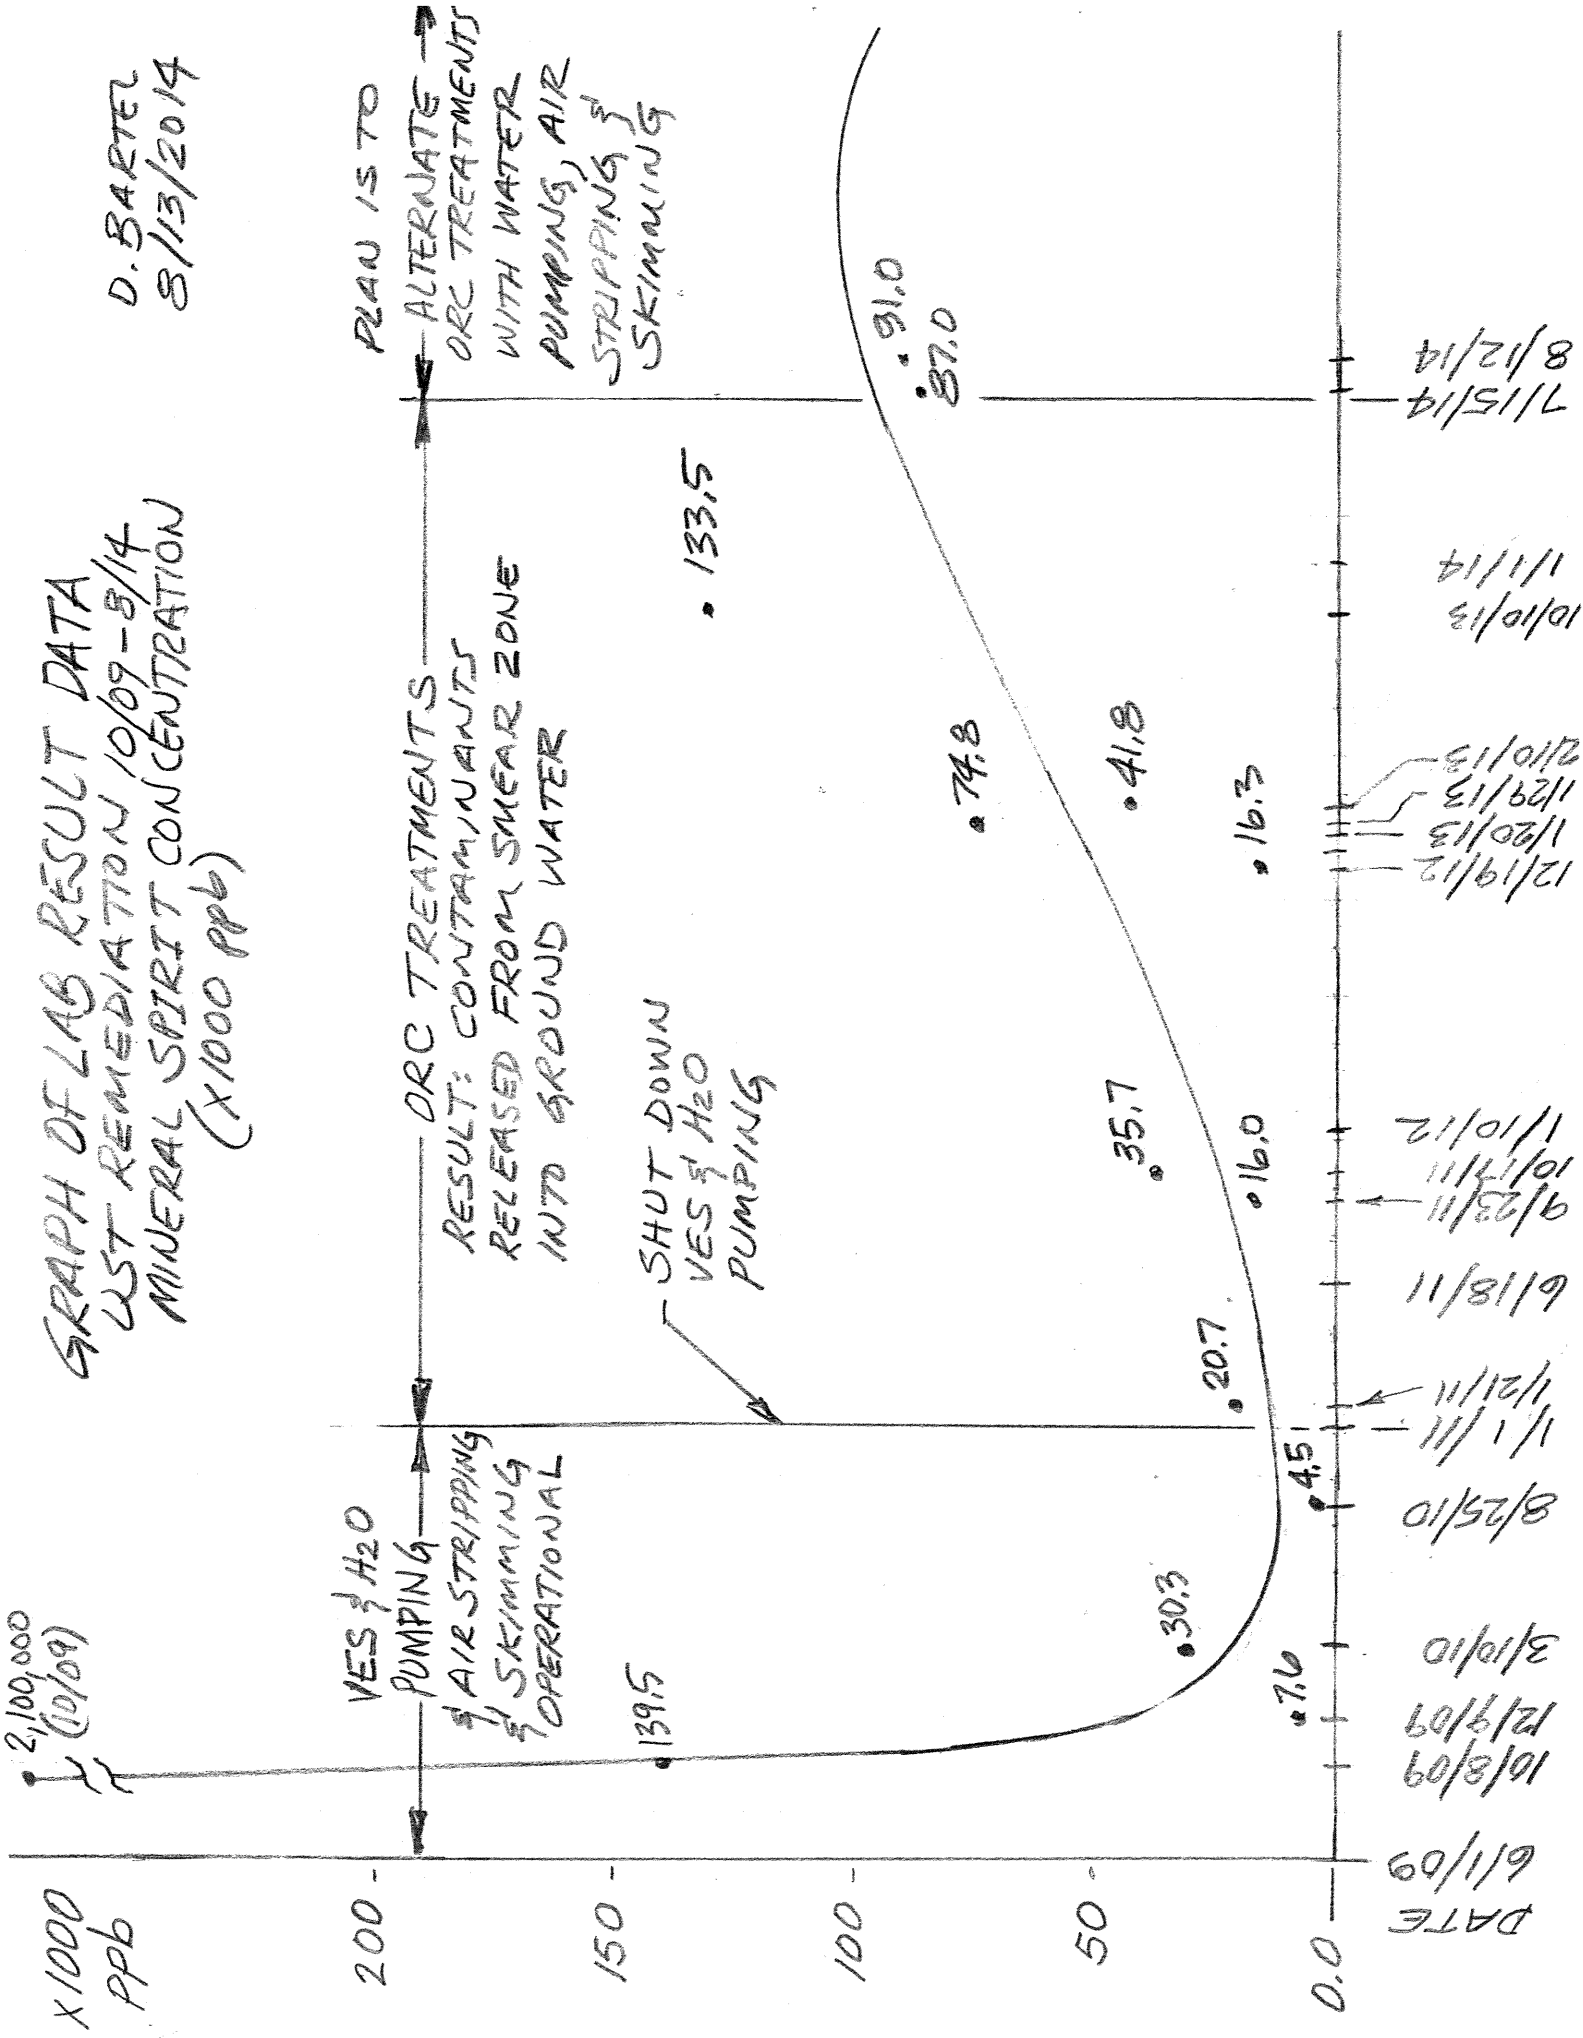 GRAPH OF LAB RESULT DATA
UST REMEDIATION 10/09-8/14
MINERAL SPIRIT CONCENTRATION
(X1000 ppb)
D. BARTEL
8/13/2014
X1000
ppb
2,100,000
(10/09)
VES & H2O
PUMPING
& AIR STRIPPING
& SKIMMING
OPERATIONAL
ORC TREATMENTS
RESULT: CONTAMINANTS
RELEASED FROM SMEAR ZONE
INTO GROUND WATER
PLAN IS TO
ALTERNATE
ORC TREATMENTS
WITH WATER
PUMPING, AIR
STRIPPING &
SKIMMING
SHUT DOWN
VES & H2O
PUMPING
200
150
100
50
0.0
139.5
7.6
30.3
4.5
20.7
16.0
35.7
16.3
74.8
41.8
133.5
87.0
91.0
DATE
6/1/09
10/8/09
12/9/09
3/10/10
8/25/10
1/1/11
1/21/11
6/18/11
9/23/11
10/17/11
1/10/12
12/19/12
1/20/13
1/29/13
2/10/13
10/10/13
1/1/14
7/15/14
8/12/14